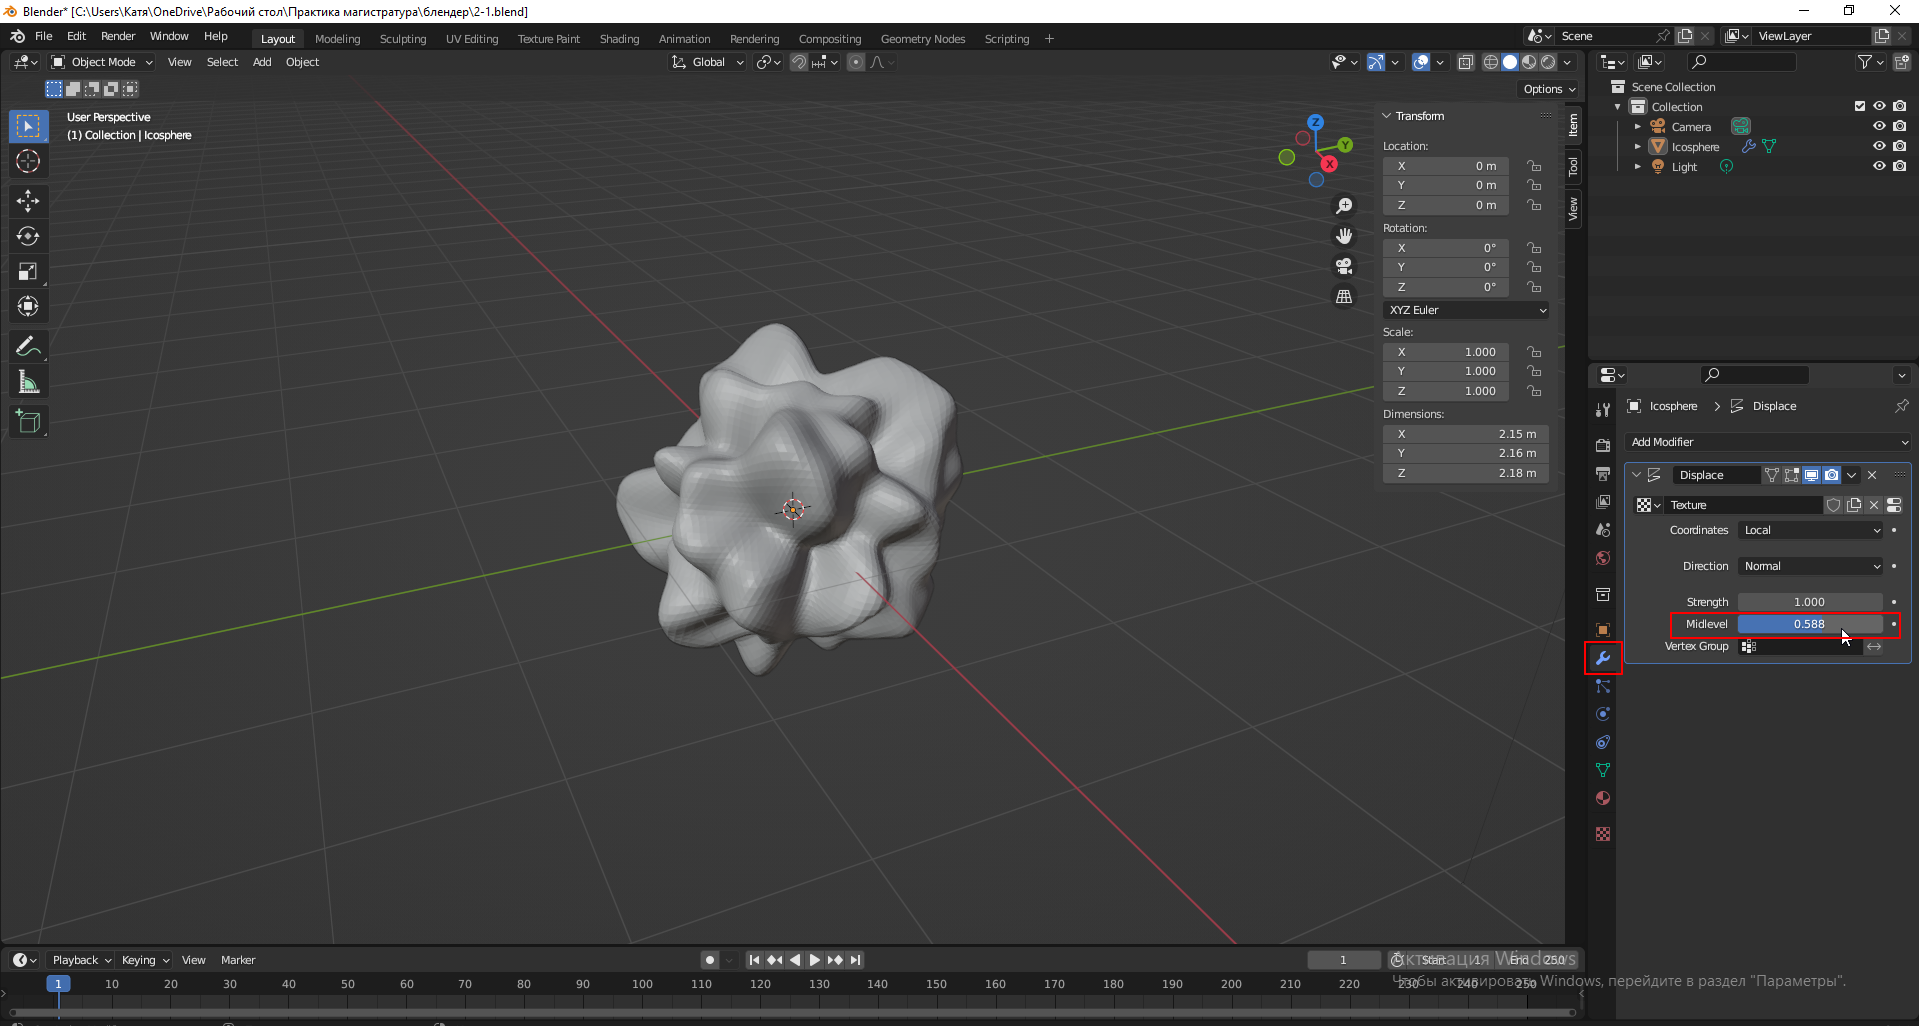 Blender* [C:\Users\Катя\OneDrive\Рабочий стол\Практика магистратура\блендер\2-1.blend]
File Edit Render Window Help Layout Modeling Sculpting UV Editing Texture Paint Shading Animation Rendering Compositing Geometry Nodes Scripting + Scene ViewLayer
Object Mode View Select Add Object Global
Options
User Perspective
(1) Collection | Icosphere
Z
Y
X
Transform
Location:
X 0 m
Y 0 m
Z 0 m
Rotation:
X 0°
Y 0°
Z 0°
XYZ Euler
Scale:
X 1.000
Y 1.000
Z 1.000
Dimensions:
X 2.15 m
Y 2.16 m
Z 2.18 m
Item
Tool
View
Scene Collection
Collection
Camera
Icosphere
Light
Icosphere > Displace
Add Modifier
Displace
Texture
Coordinates Local
Direction Normal
Strength 1.000
Midlevel 0.588
Vertex Group
Playback Keying View Marker 1 Start 1 End 250
1 10 20 30 40 50 60 70 80 90 100 110 120 130 140 150 160 170 180 190 200 210 220 230 240 250
Активация Windows
Чтобы активировать Windows, перейдите в раздел "Параметры".